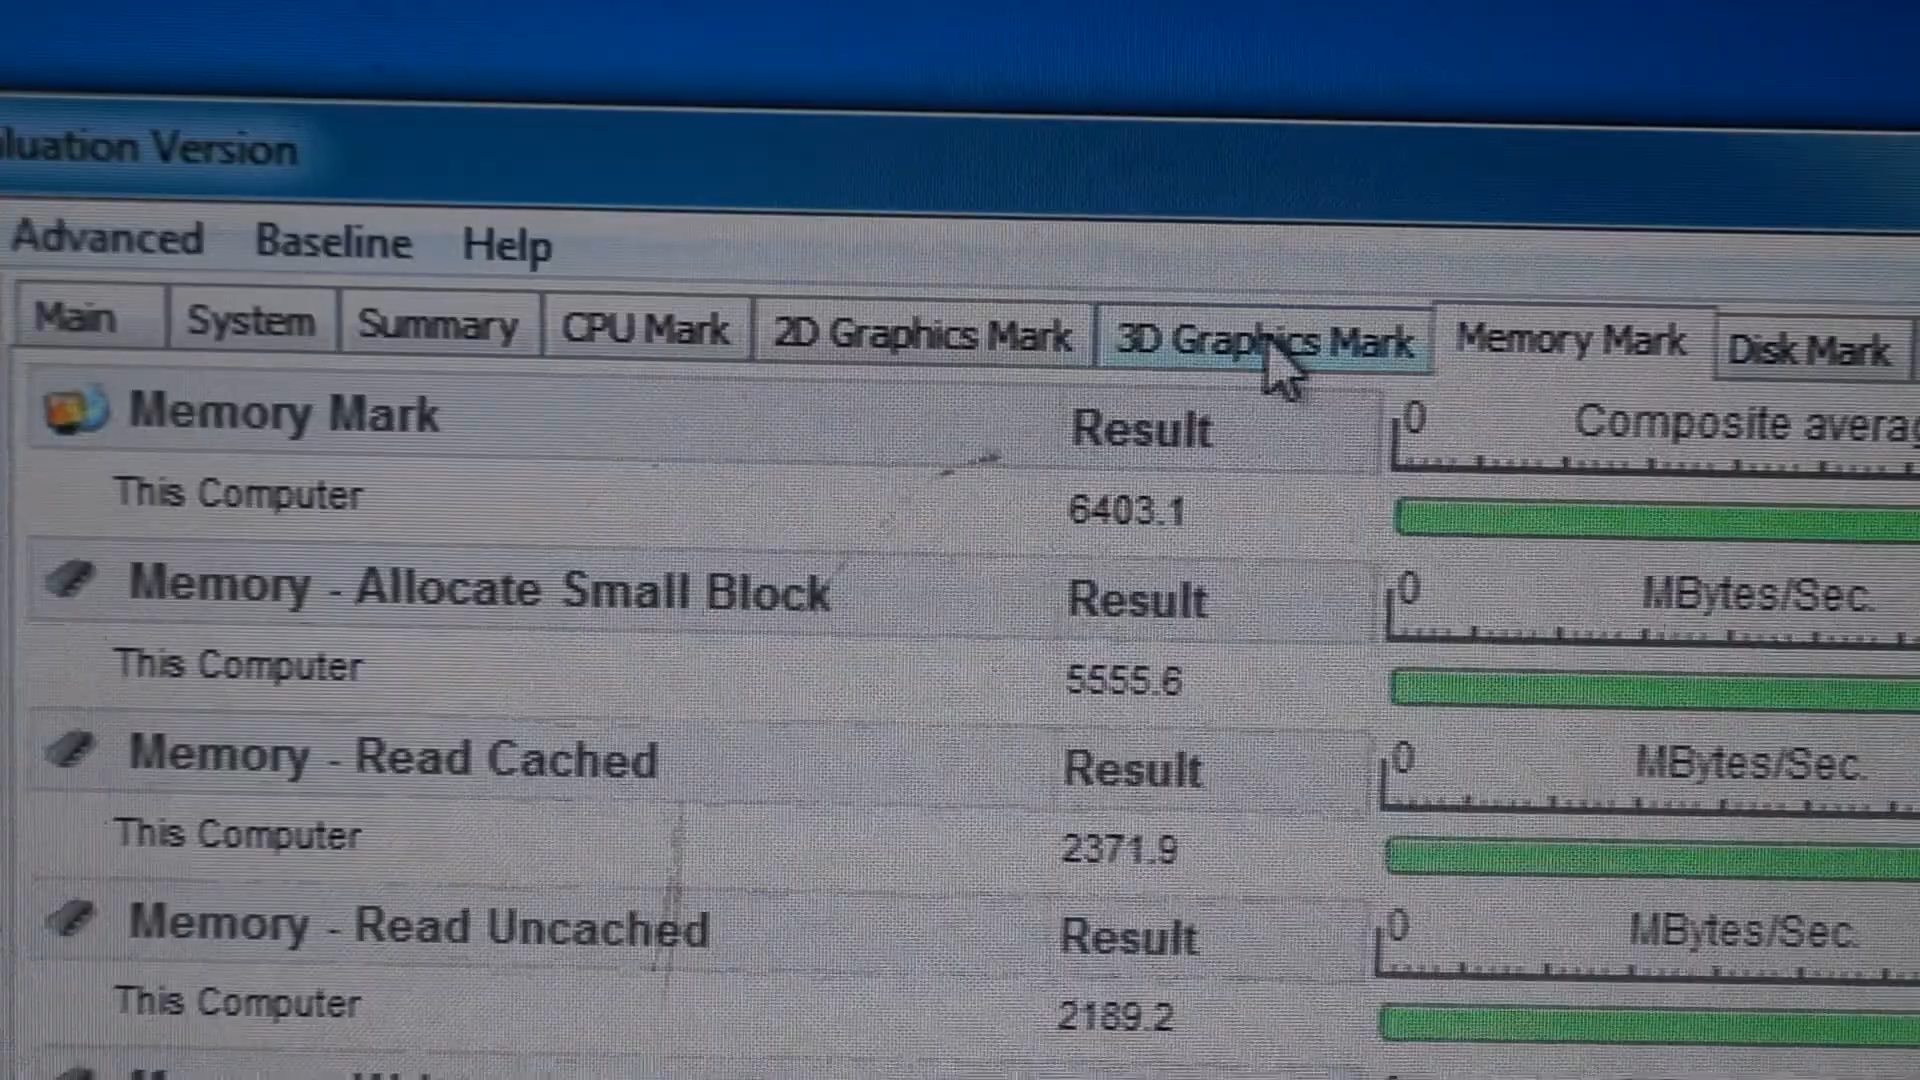 luation Version
Advanced Baseline Help
Main System Summary CPU Mark 2D Graphics Mark 3D Graphics Mark Memory Mark Disk Mark
Memory Mark Result 0 Composite averag
This Computer 6403.1
Memory - Allocate Small Block Result 0 MBytes/Sec.
This Computer 5555.6
Memory - Read Cached Result 0 MBytes/Sec.
This Computer 2371.9
Memory - Read Uncached Result 0 MBytes/Sec.
This Computer 2189.2